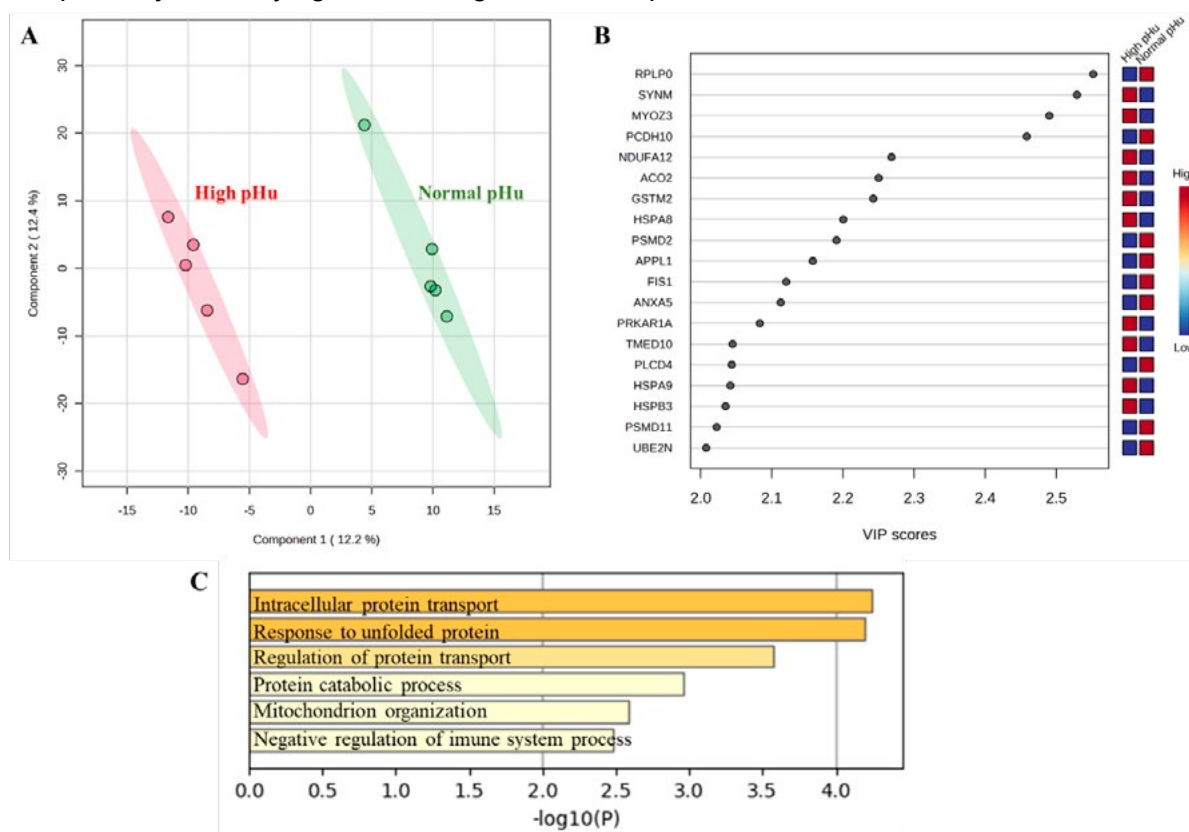 A
30
20
10
0
-10
-20
-30
Component 2 ( 12.4 %)
High pHu
Normal pHu
-15
-10
-5
0
5
10
15
Component 1 ( 12.2 %)
B
High pHu
Normal pHu
RPLP0
SYNM
MYOZ3
PCDH10
NDUFA12
ACO2
GSTM2
HSPA8
PSMD2
APPL1
FIS1
ANXA5
PRKAR1A
TMED10
PLCD4
HSPA9
HSPB3
PSMD11
UBE2N
2.0
2.1
2.2
2.3
2.4
2.5
VIP scores
Hig
Low
C
Intracellular protein transport
Response to unfolded protein
Regulation of protein transport
Protein catabolic process
Mitochondrion organization
Negative regulation of imune system process
0.0
0.5
1.0
1.5
2.0
2.5
3.0
3.5
4.0
-log10(P)